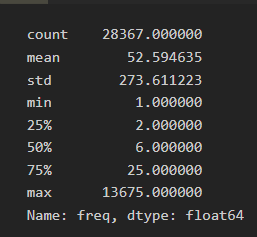 count 28367.000000
mean 52.594635
std 273.611223
min 1.000000
25% 2.000000
50% 6.000000
75% 25.000000
max 13675.000000
Name: freq, dtype: float64